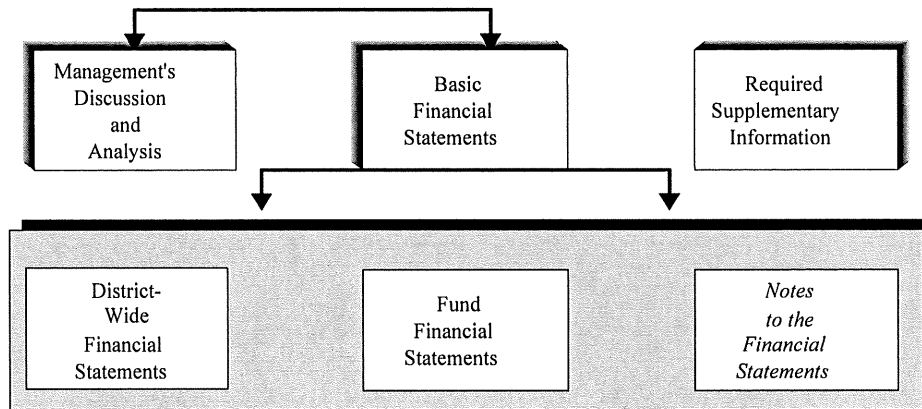 Management's
Discussion
and
Analysis
Basic
Financial
Statements
Required
Supplementary
Information
District-
Wide
Financial
Statements
Fund
Financial
Statements
Notes
to the
Financial
Statements